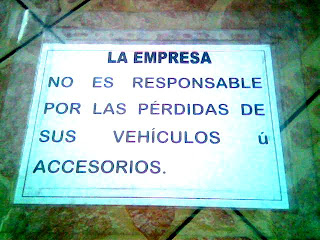 LA EMPRESA
NO ES RESPONSABLE
POR LAS PÉRDIDAS DE
SUS VEHÍCULOS ú
ACCESORIOS.